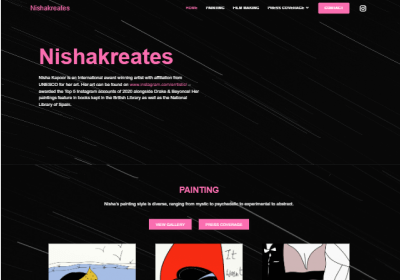 Nishakreates
HOME PAINTING FILM MAKING PRESS COVERAGE
Nishakreates
Nisha Kapoor is an international award winning artist with affiliation from
UNESCO for her art. Her art can be found on
awarded the Top 5 Instagram accounts of 2020 alongside Drake & Beyonce! Her
paintings feature in books kept in the British Library as well as the National
Library of Spain.
PAINTING
Nisha's painting style is diverse, ranging from mystic to psychedelic to experimental to abstract.
VIEW GALLERY PRESS COVERAGE
It